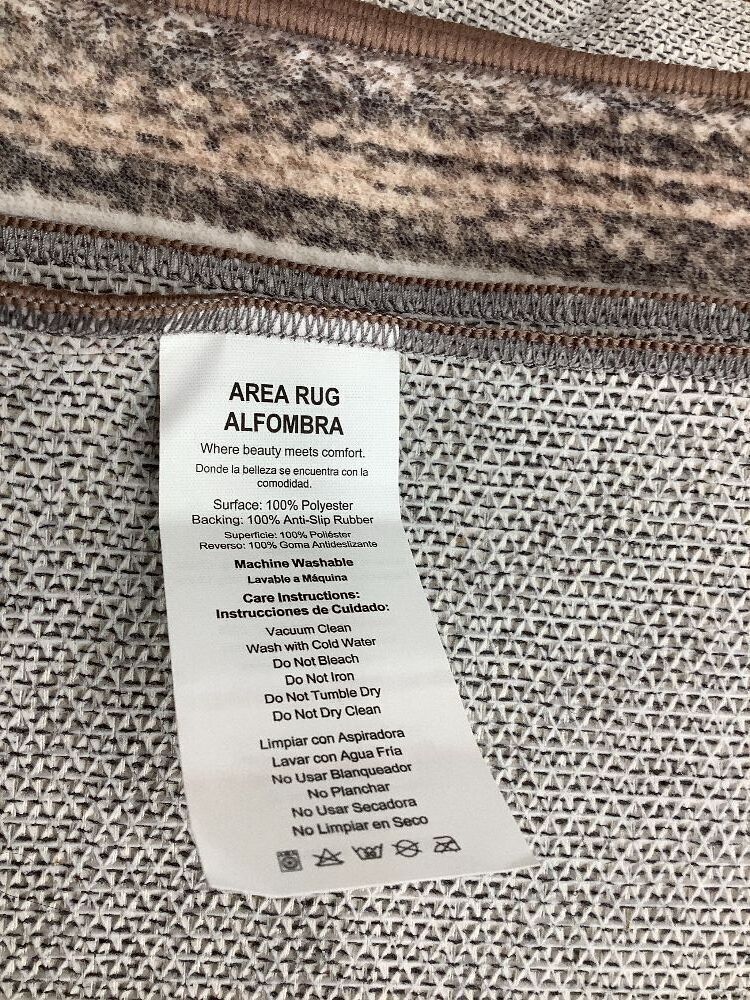 AREA RUG
ALFOMBRA
Where beauty meets comfort.
Donde la belleza se encuentra con la
comodidad.
Surface: 100% Polyester
Backing: 100% Anti-Slip Rubber
Superficie: 100% Poliéster
Reverso: 100% Goma Antideslizante
Machine Washable
Lavable a Máquina
Care Instructions:
Instrucciones de Cuidado:
Vacuum Clean
Wash with Cold Water
Do Not Bleach
Do Not Iron
Do Not Tumble Dry
Do Not Dry Clean
Limpiar con Aspiradora
Lavar con Agua Fría
No Usar Blanqueador
No Planchar
No Usar Secadora
No Limpiar en Seco